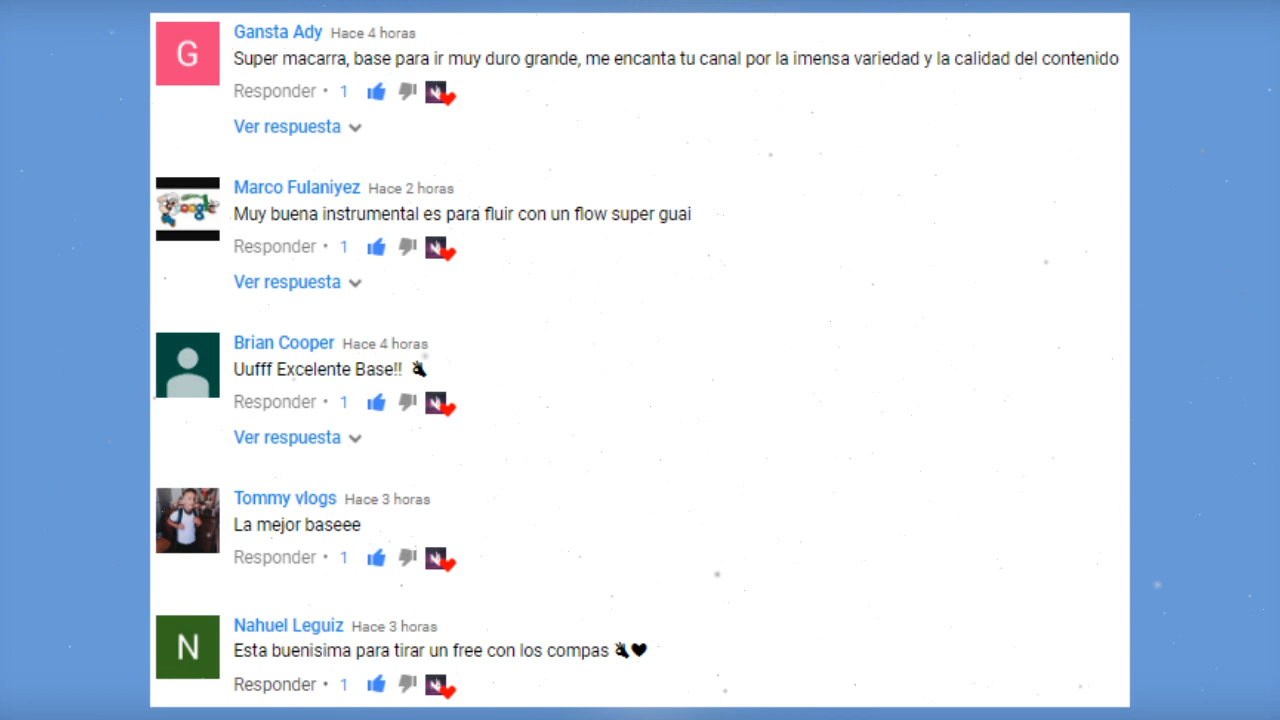 G
Gansta Ady Hace 4 horas
Super macarra, base para ir muy duro grande, me encanta tu canal por la imensa variedad y la calidad del contenido
Responder • 1
Ver respuesta
Google
Marco Fulaniyez Hace 2 horas
Muy buena instrumental es para fluir con un flow super guai
Responder • 1
Ver respuesta
Brian Cooper Hace 4 horas
Uufff Excelente Base!! 👌
Responder • 1
Ver respuesta
Tommy vlogs Hace 3 horas
La mejor baseee
Responder • 1
N
Nahuel Leguiz Hace 3 horas
Esta buenisima para tirar un free con los compas 👌♥
Responder • 1